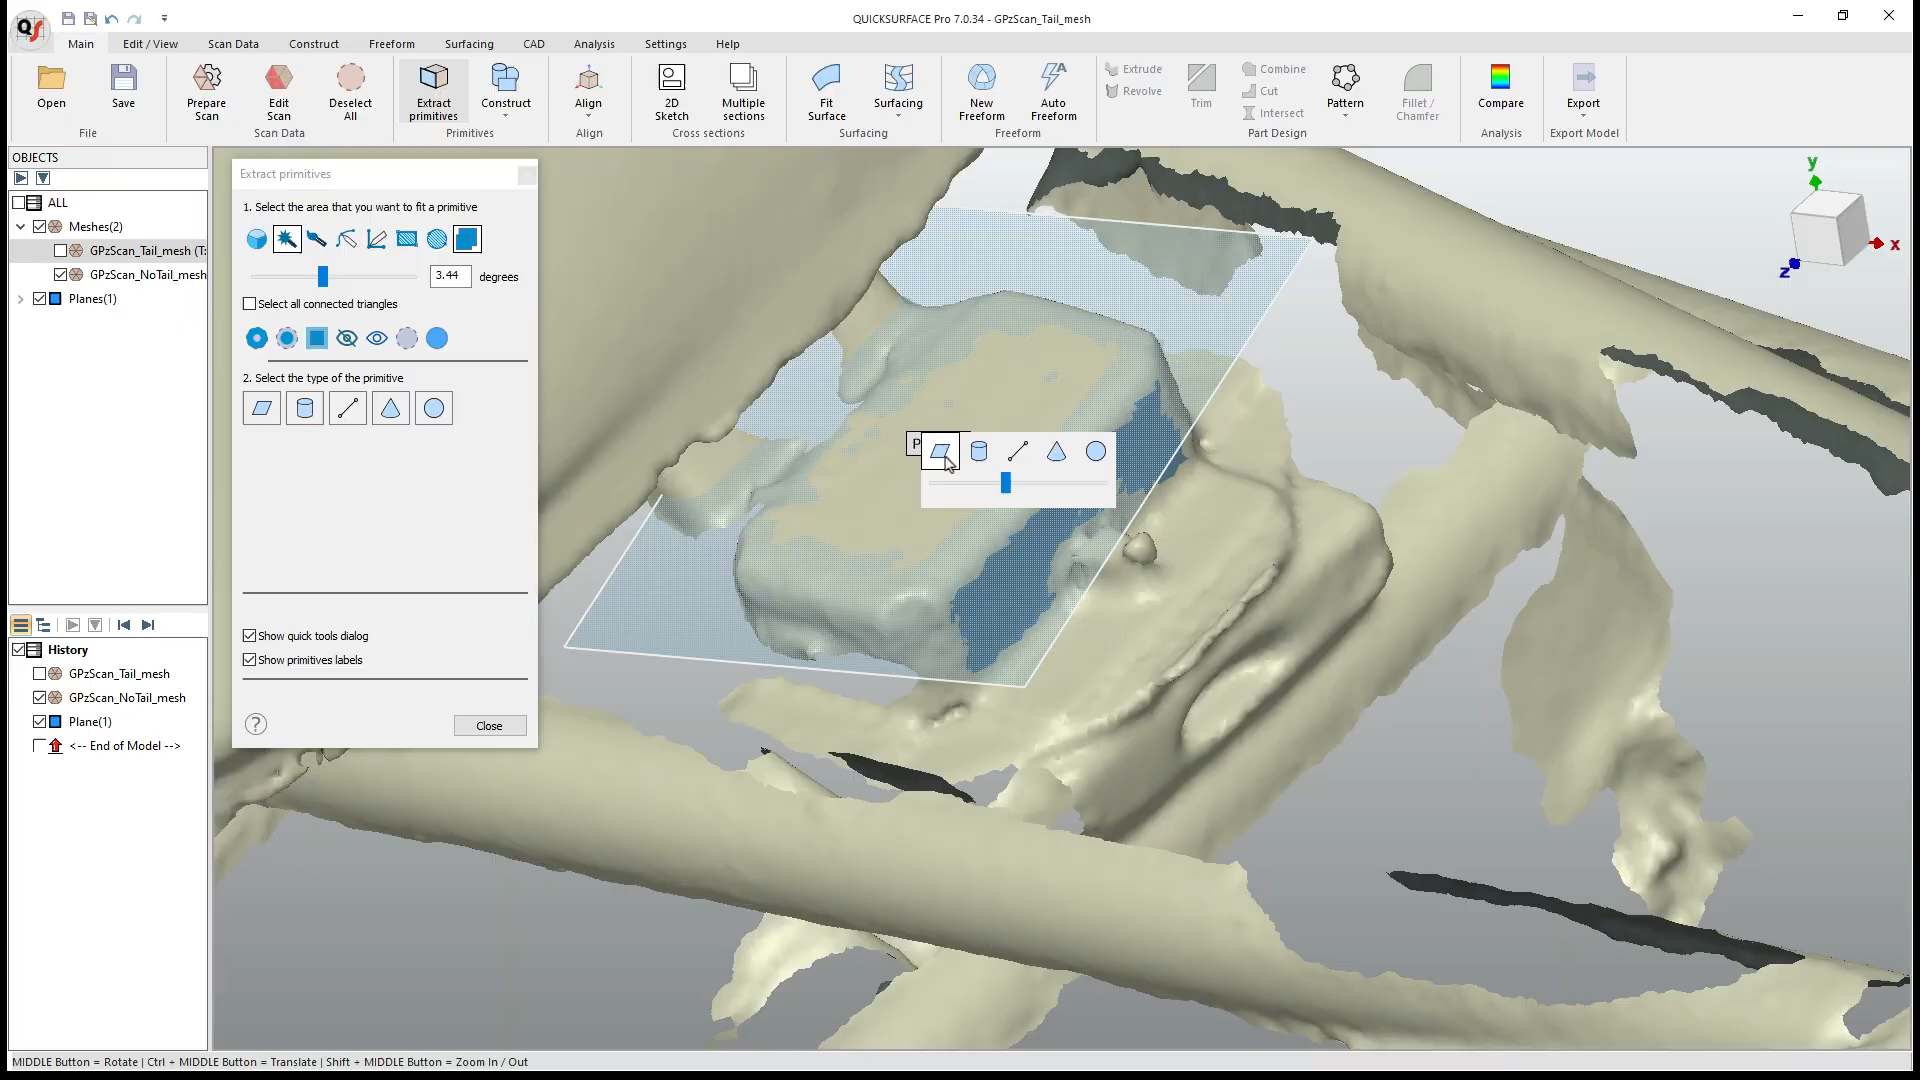 QS
QUICKSURFACE Pro 7.0.34 - GPzScan_Tail_mesh
Main Edit / View Scan Data Construct Freeform Surfacing CAD Analysis Settings Help
Open
Save
File
Prepare Scan
Edit Scan
Deselect All
Scan Data
Extract primitives
Construct
Primitives
Align
Align
2D Sketch
Multiple sections
Cross sections
Fit Surface
Surfacing
Surfacing
New Freeform
Auto Freeform
Freeform
Extrude
Revolve
Trim
Combine
Cut
Intersect
Pattern
Fillet / Chamfer
Part Design
Compare
Analysis
Export
Export Model
OBJECTS
ALL
Meshes(2)
GPzScan_Tail_mesh (T:
GPzScan_NoTail_mesh
Planes(1)
History
GPzScan_Tail_mesh
GPzScan_NoTail_mesh
Plane(1)
<-- End of Model -->
Extract primitives
1. Select the area that you want to fit a primitive
3.44 degrees
Select all connected triangles
2. Select the type of the primitive
Show quick tools dialog
Show primitives labels
?
Close
P
y
x
z
MIDDLE Button = Rotate | Ctrl + MIDDLE Button = Translate | Shift + MIDDLE Button = Zoom In / Out